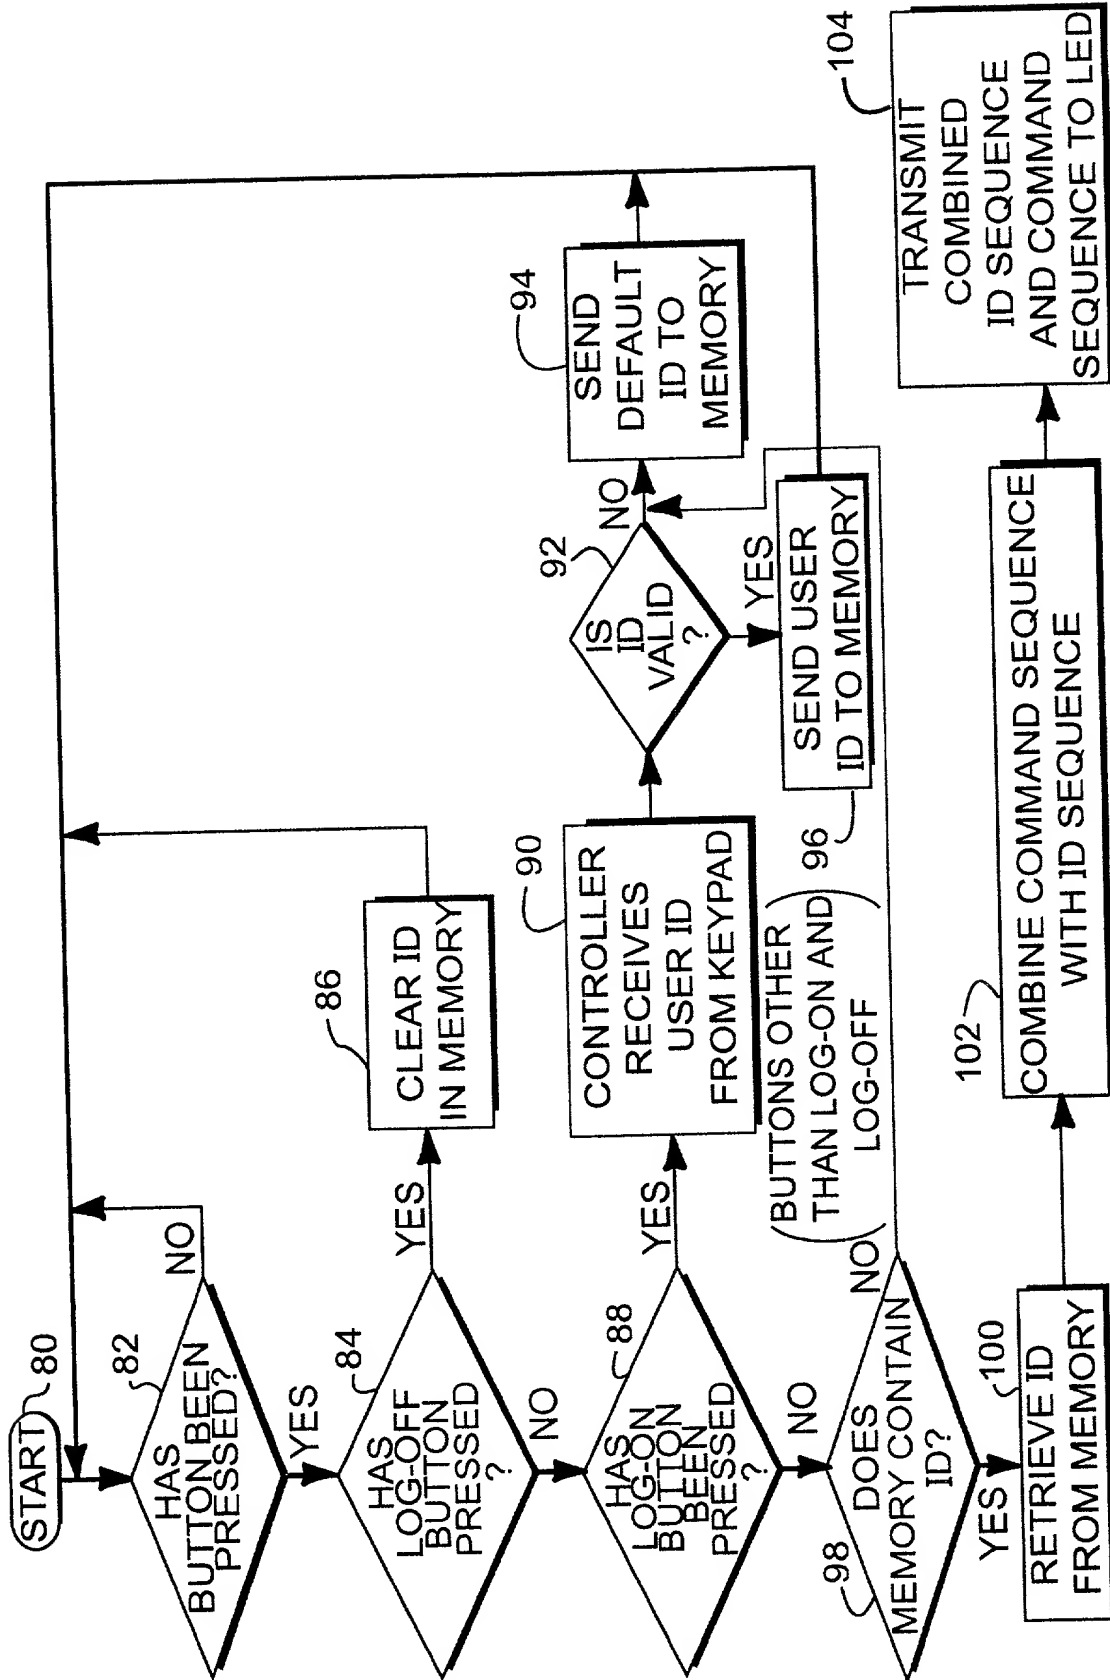 START
80
HAS
BUTTON BEEN
PRESSED?
82
NO
YES
HAS
LOG-OFF
BUTTON
PRESSED
?
84
YES
CLEAR ID
IN MEMORY
86
NO
HAS
LOG-ON
BUTTON
BEEN
PRESSED
?
88
YES
CONTROLLER
RECEIVES
USER ID
FROM KEYPAD
90
IS
ID
VALID
?
92
NO
SEND
DEFAULT
ID TO
MEMORY
94
YES
SEND USER
ID TO MEMORY
96
NO
DOES
MEMORY CONTAIN
ID?
98
NO
(BUTTONS OTHER
THAN LOG-ON AND
LOG-OFF)
YES
RETRIEVE ID
FROM MEMORY
100
COMBINE COMMAND SEQUENCE
WITH ID SEQUENCE
102
TRANSMIT
COMBINED
ID SEQUENCE
AND COMMAND
SEQUENCE TO LED
104